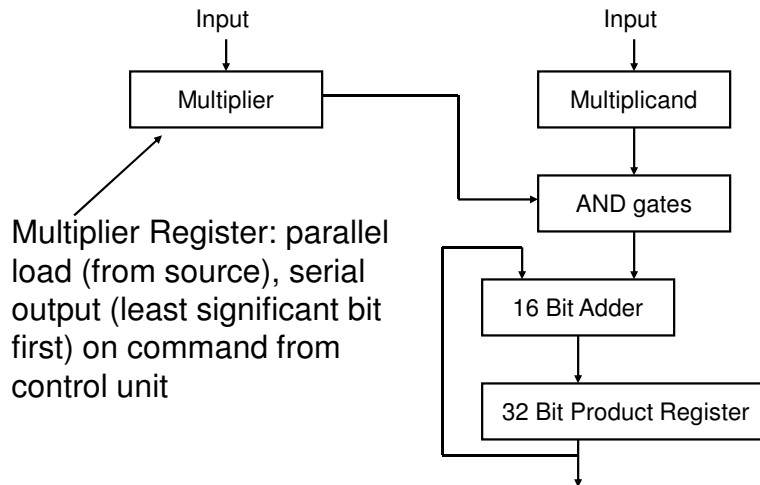 Input
Input
Multiplier
Multiplicand
AND gates
Multiplier Register: parallel
load (from source), serial
output (least significant bit
first) on command from
control unit
16 Bit Adder
32 Bit Product Register